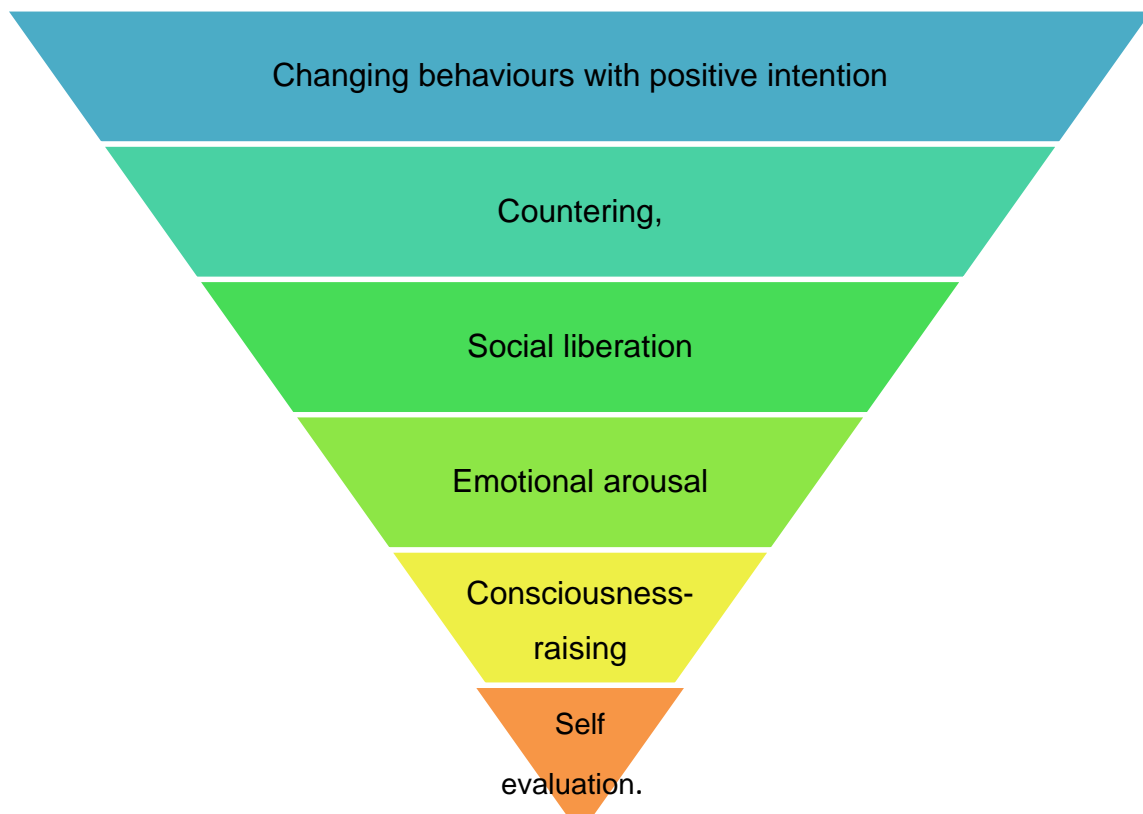 Changing behaviours with positive intention
Countering,
Social liberation
Emotional arousal
Consciousness-
raising
Self
evaluation.